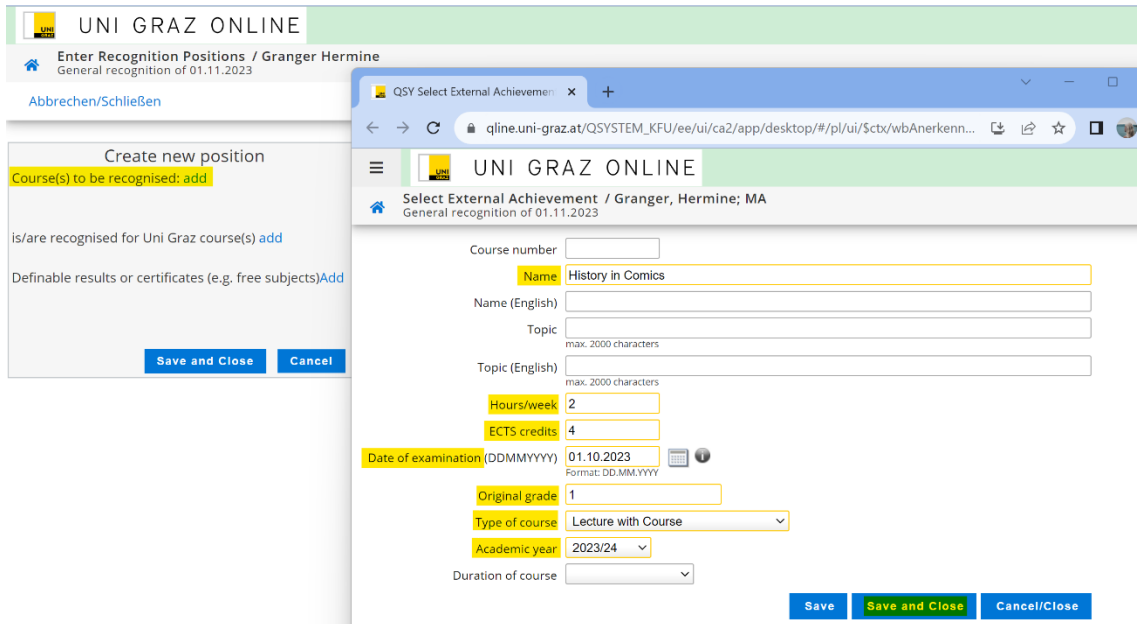 UNI GRAZ
UNI GRAZ ONLINE
Enter Recognition Positions / Granger Hermine
General recognition of 01.11.2023
Abbrechen/Schließen
Create new position
Course(s) to be recognised: add
is/are recognised for Uni Graz course(s) add
Definable results or certificates (e.g. free subjects)Add
Save and Close
Cancel
QSY Select External Achievemen
qline.uni-graz.at/QSYSTEM_KFU/ee/ui/ca2/app/desktop/#/pl/ui/$ctx/wbAnerkenn...
UNI GRAZ
UNI GRAZ ONLINE
Select External Achievement / Granger, Hermine; MA
General recognition of 01.11.2023
Course number
Name History in Comics
Name (English)
Topic
max. 2000 characters
Topic (English)
max. 2000 characters
Hours/week 2
ECTS credits 4
Date of examination (DDMMYYYY) 01.10.2023
Format: DD.MM.YYYY
Original grade 1
Type of course Lecture with Course
Academic year 2023/24
Duration of course
Save
Save and Close
Cancel/Close